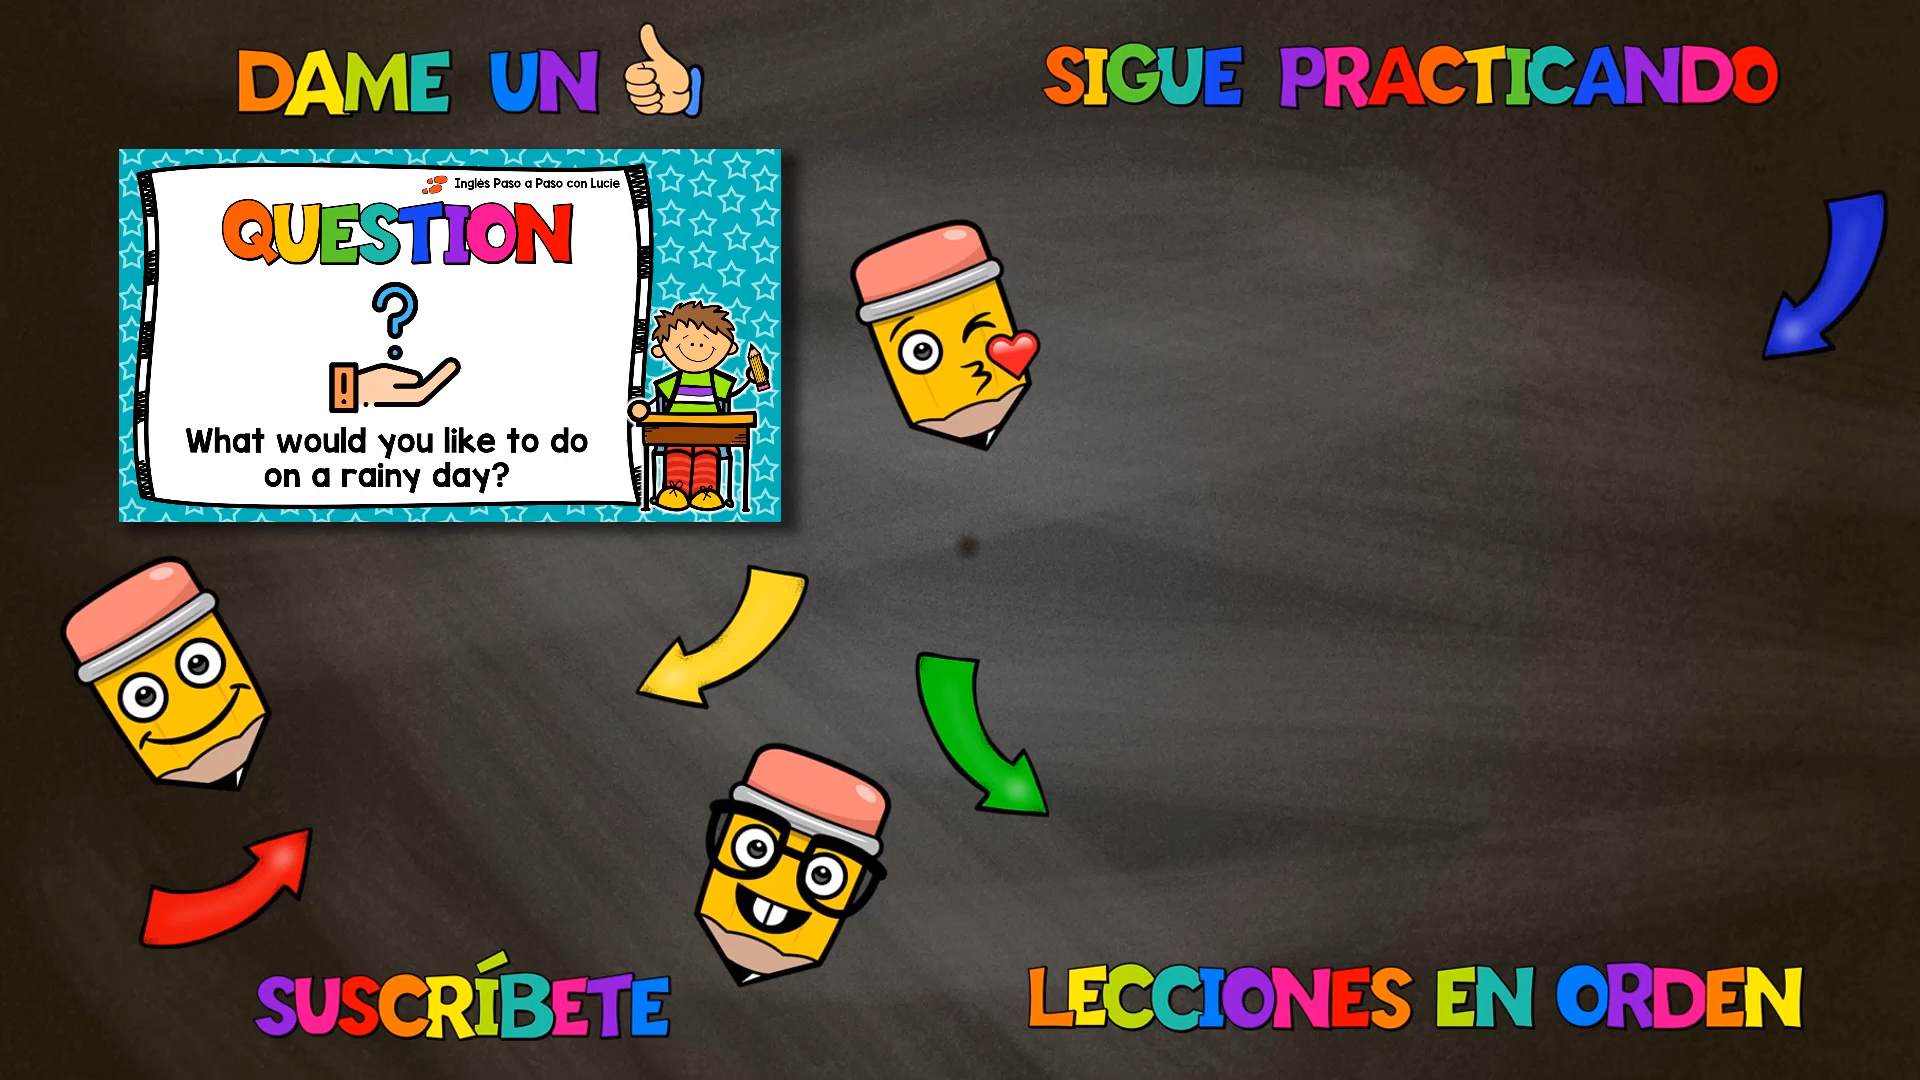 DAME UN
SIGUE PRACTICANDO
Inglés Paso a Paso con Lucie
QUESTION
?
What would you like to do
on a rainy day?
SUSCRÍBETE
LECCIONES EN ORDEN